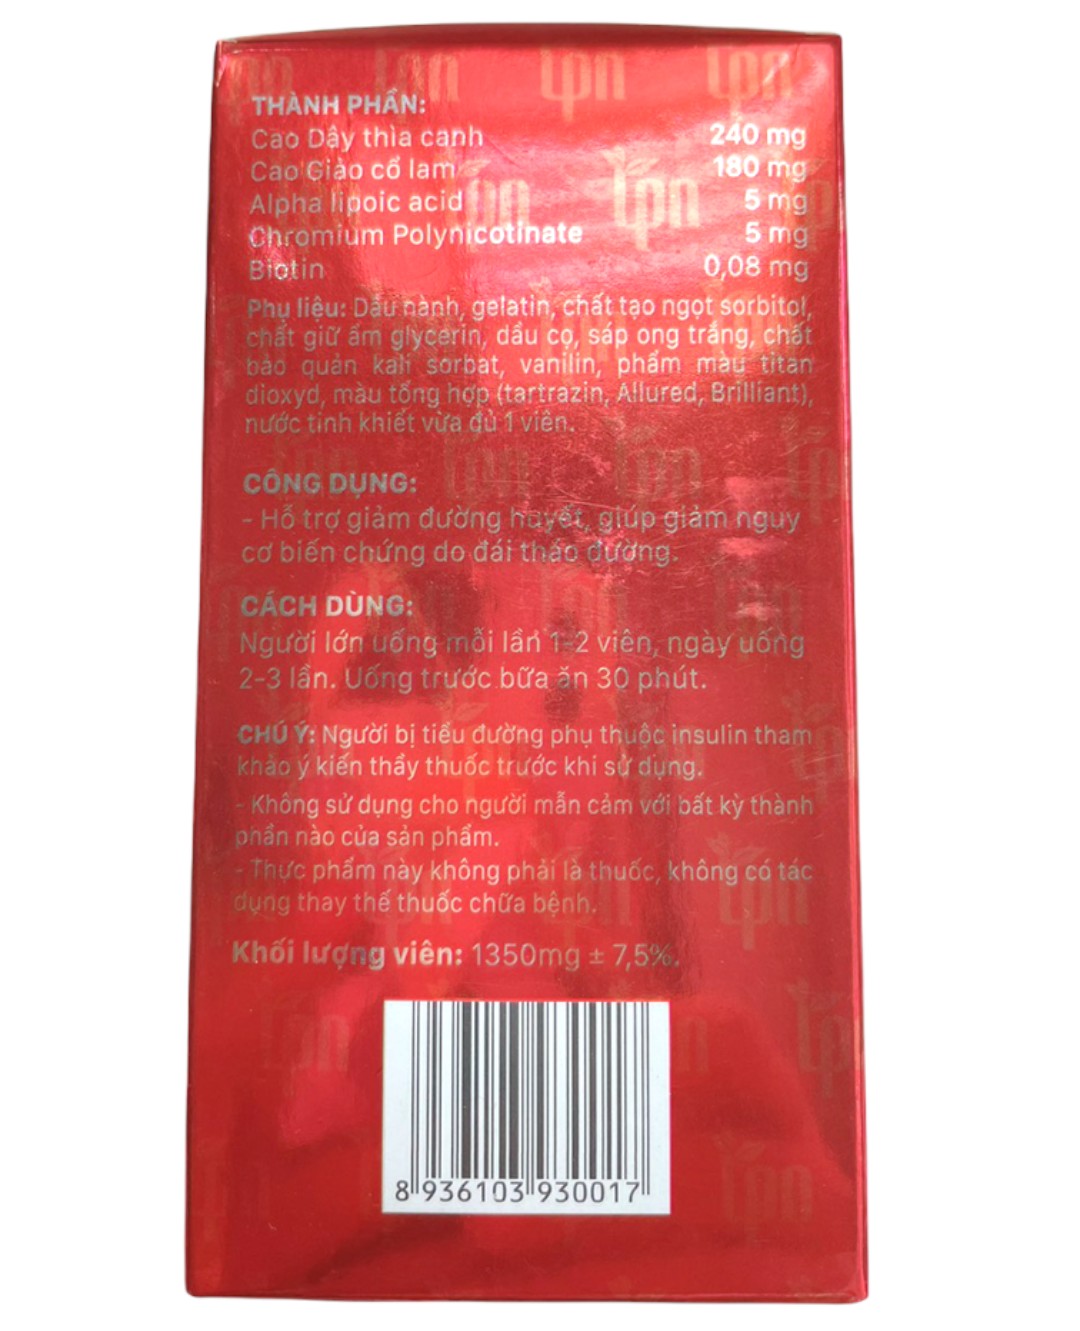 THÀNH PHẦN:
Cao Dây thìa canh 240 mg
Cao Giảo cổ lam 180 mg
Alpha lipoic acid 5 mg
Chromium Polynicotinate 5 mg
Biotin 0,08 mg
Phụ liệu: Dầu nành, gelatin, chất tạo ngọt sorbitol,
chất giữ ẩm glycerin, dầu cọ, sáp ong trắng, chất
bảo quản kali sorbat, vanilin, phẩm màu titan
dioxyd, màu tổng hợp (tartrazin, Allured, Brilliant),
nước tinh khiết vừa đủ 1 viên.
CÔNG DỤNG:
- Hỗ trợ giảm đường huyết, giúp giảm nguy
cơ biến chứng do đái tháo đường.
CÁCH DÙNG:
Người lớn uống mỗi lần 1-2 viên, ngày uống
2-3 lần. Uống trước bữa ăn 30 phút.
CHÚ Ý: Người bị tiểu đường phụ thuộc insulin tham
khảo ý kiến thầy thuốc trước khi sử dụng.
- Không sử dụng cho người mẫn cảm với bất kỳ thành
phần nào của sản phẩm.
- Thực phẩm này không phải là thuốc, không có tác
dụng thay thế thuốc chữa bệnh.
Khối lượng viên: 1350mg ± 7,5%.
8 936103 930017